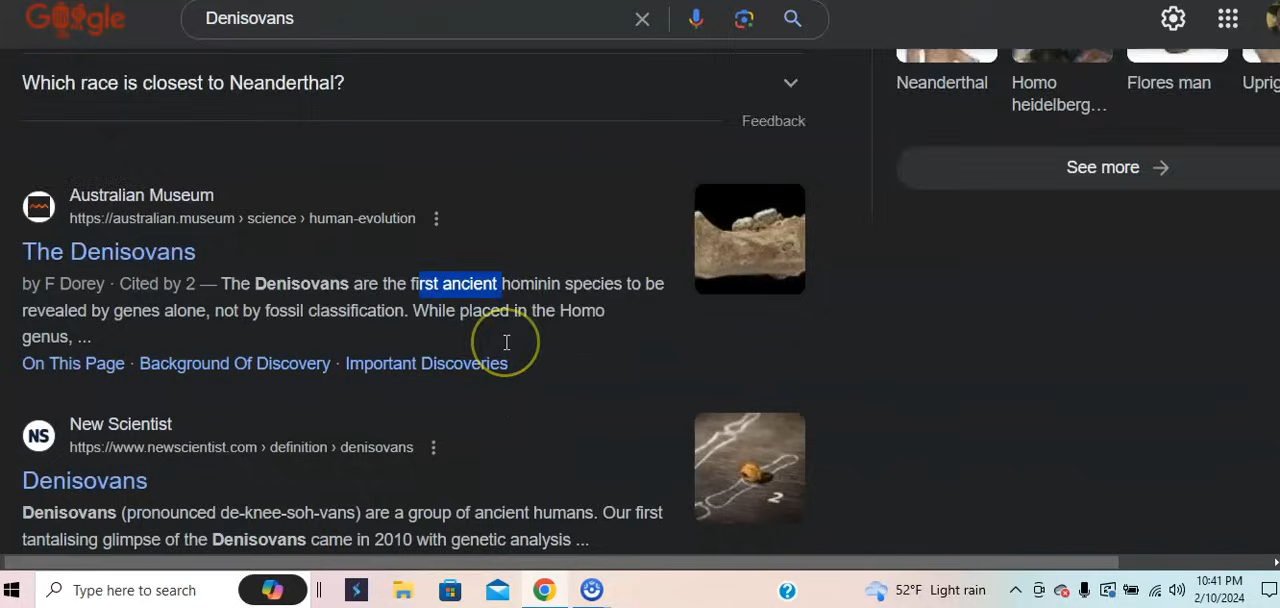 Google
Denisovans
Which race is closest to Neanderthal?
Feedback
Neanderthal
Homo
heidelberg…
Flores man
Uprig
See more
Australian Museum
https://australian.museum › science › human-evolution
The Denisovans
by F Dorey · Cited by 2 — The Denisovans are the first ancient hominin species to be
revealed by genes alone, not by fossil classification. While placed in the Homo
genus, ...
On This Page · Background Of Discovery · Important Discoveries
NS
New Scientist
https://www.newscientist.com › definition › denisovans
Denisovans
Denisovans (pronounced de-knee-soh-vans) are a group of ancient humans. Our first
tantalising glimpse of the Denisovans came in 2010 with genetic analysis ...
2
Type here to search
52°F Light rain
10:41 PM
2/10/2024